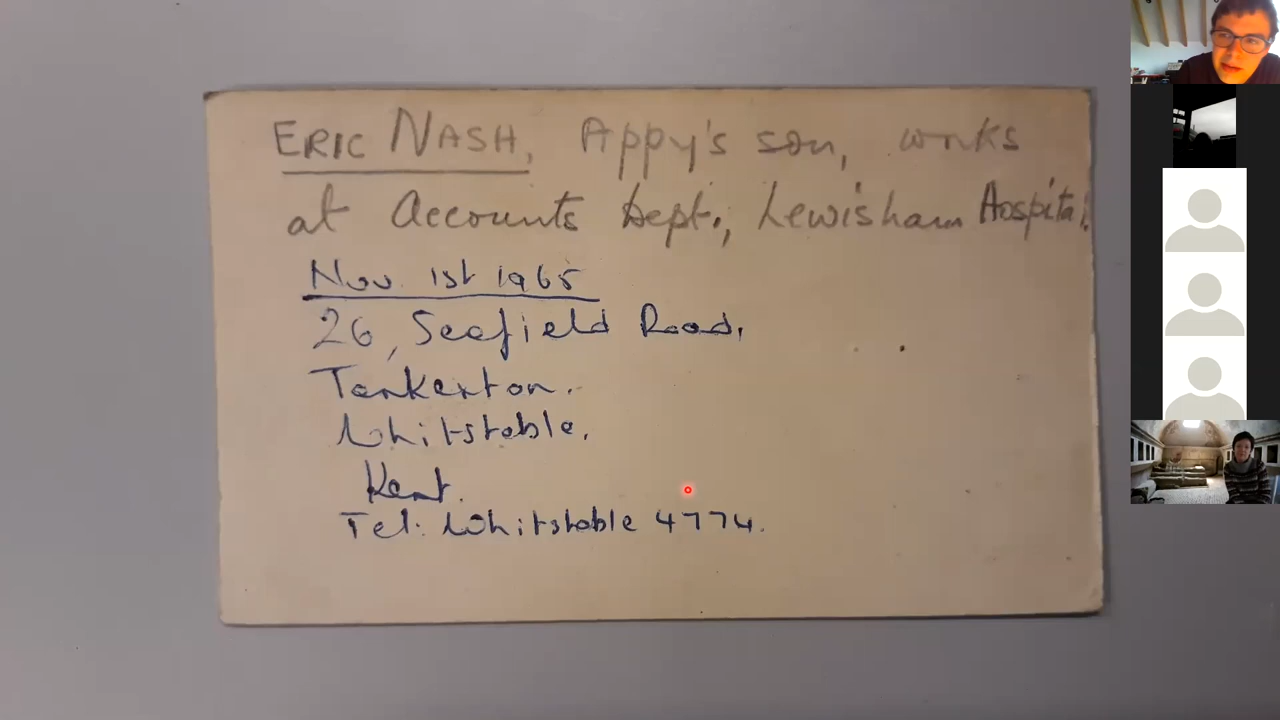 ERIC NASH, Appy's son, works
at Accounts Dept., Lewisham Hospital.
Nov. 1st 1965
26, Seafield Road,
Tankerton.
Whitstable.
Kent.
Tel: Whitstable 4774.